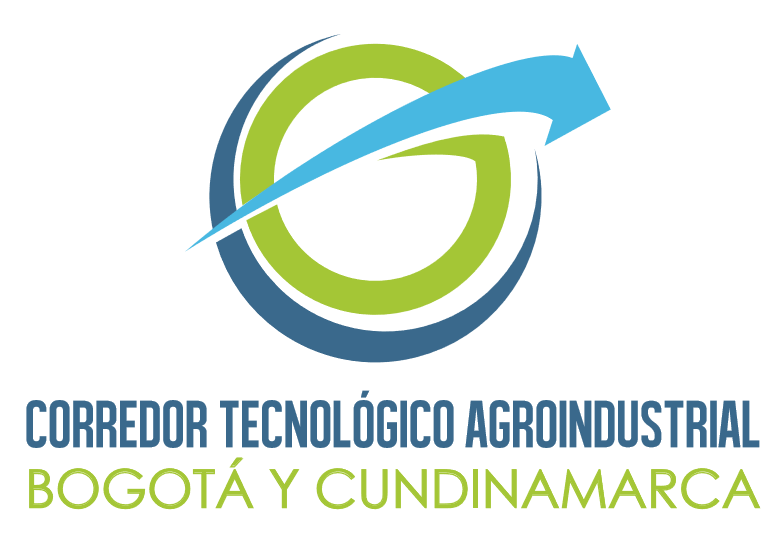 CORREDOR TECNOLÓGICO AGROINDUSTRIAL
BOGOTÁ Y CUNDINAMARCA